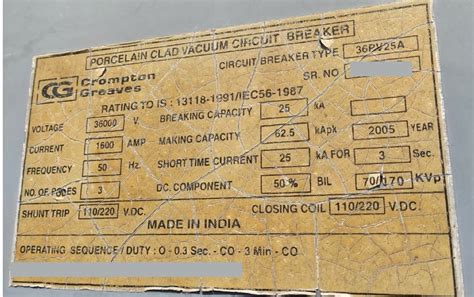 PORCELAIN CLAD VACUUM CIRCUIT BREAKER
CG Crompton Greaves
CIRCUIT BREAKER TYPE 36PV25A
SR. NO
RATING TO IS : 13118-1991/IEC56-1987
VOLTAGE 36000 V. BREAKING CAPACITY 25 kA
CURRENT 1600 AMP MAKING CAPACITY 62.5 kApk 2005 YEAR
FREQUENCY 50 Hz. SHORT TIME CURRENT 25 kA FOR 3 Sec.
NO. OF POLES 3 DC. COMPONENT 50% BIL 70/170 KVp
SHUNT TRIP 110/220 V.DC. CLOSING COIL 110/220 V.DC.
MADE IN INDIA
OPERATING SEQUENCE / DUTY : O - 0.3 Sec. - CO - 3 Min - CO